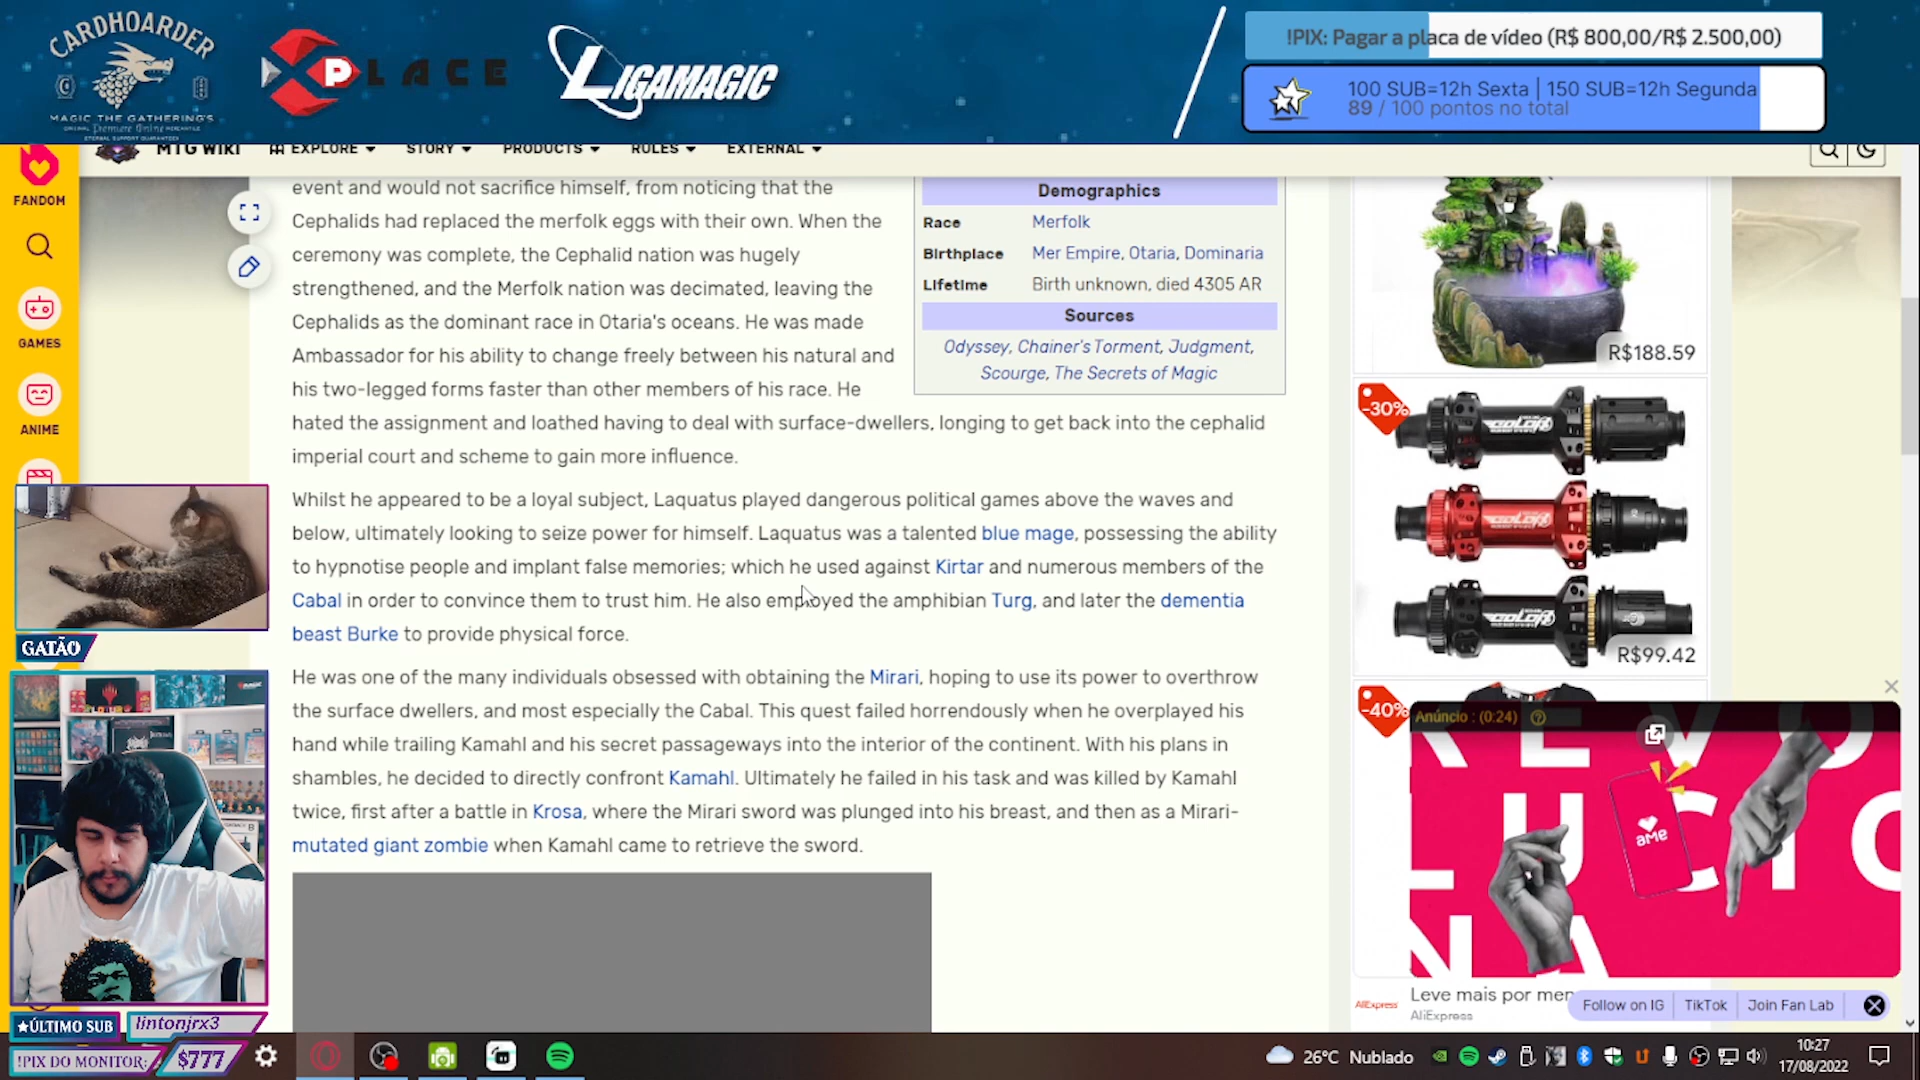 CARDHOARDER
MAGIC THE GATHERING'S
Premiere Online
XPLACE
LIGAMAGIC
!PIX: Pagar a placa de vídeo (R$ 800,00/R$ 2.500,00)
100 SUB=12h Sexta | 150 SUB=12h Segunda
89 / 100 pontos no total
MTG WIKI
EXPLORE
STORY
PRODUCTS
RULES
EXTERNAL
FANDOM
GAMES
ANIME
event and would not sacrifice himself, from noticing that the
Cephalids had replaced the merfolk eggs with their own. When the
ceremony was complete, the Cephalid nation was hugely
strengthened, and the Merfolk nation was decimated, leaving the
Cephalids as the dominant race in Otaria's oceans. He was made
Ambassador for his ability to change freely between his natural and
his two-legged forms faster than other members of his race. He
hated the assignment and loathed having to deal with surface-dwellers, longing to get back into the cephalid
imperial court and scheme to gain more influence.
Demographics
Race Merfolk
Birthplace Mer Empire, Otaria, Dominaria
Lifetime Birth unknown, died 4305 AR
Sources
Odyssey, Chainer's Torment, Judgment,
Scourge, The Secrets of Magic
Whilst he appeared to be a loyal subject, Laquatus played dangerous political games above the waves and
below, ultimately looking to seize power for himself. Laquatus was a talented blue mage, possessing the ability
to hypnotise people and implant false memories; which he used against Kirtar and numerous members of the
Cabal in order to convince them to trust him. He also employed the amphibian Turg, and later the dementia
beast Burke to provide physical force.
He was one of the many individuals obsessed with obtaining the Mirari, hoping to use its power to overthrow
the surface dwellers, and most especially the Cabal. This quest failed horrendously when he overplayed his
hand while trailing Kamahl and his secret passageways into the interior of the continent. With his plans in
shambles, he decided to directly confront Kamahl. Ultimately he failed in his task and was killed by Kamahl
twice, first after a battle in Krosa, where the Mirari sword was plunged into his breast, and then as a Mirari-
mutated giant zombie when Kamahl came to retrieve the sword.
R$188.59
-30%
R$99.42
-40%
Anúncio : (0:24)
REVO
LUCIO
NA
ame
AliExpress
Leve mais por men
AliExpress
Follow on IG
TikTok
Join Fan Lab
GATÃO
★ÚLTIMO SUB
lintonjrx3
!PIX DO MONITOR:
$777
26°C Nublado
10:27
17/08/2022